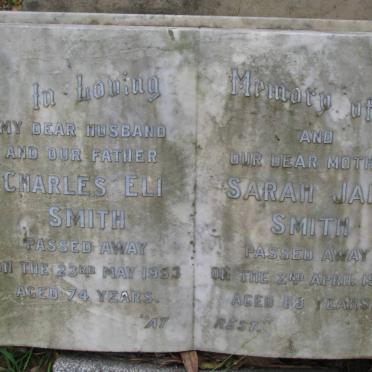 In Loving Memory of
MY DEAR HUSBAND
AND OUR FATHER
CHARLES ELI
SMITH
PASSED AWAY
ON THE 23RD MAY 1953
AGED 74 YEARS.
AND
OUR DEAR MOTH
SARAH JA
SMITH
PASSED AWAY
ON THE 2ND APRIL
AGED YEARS
"AT REST."